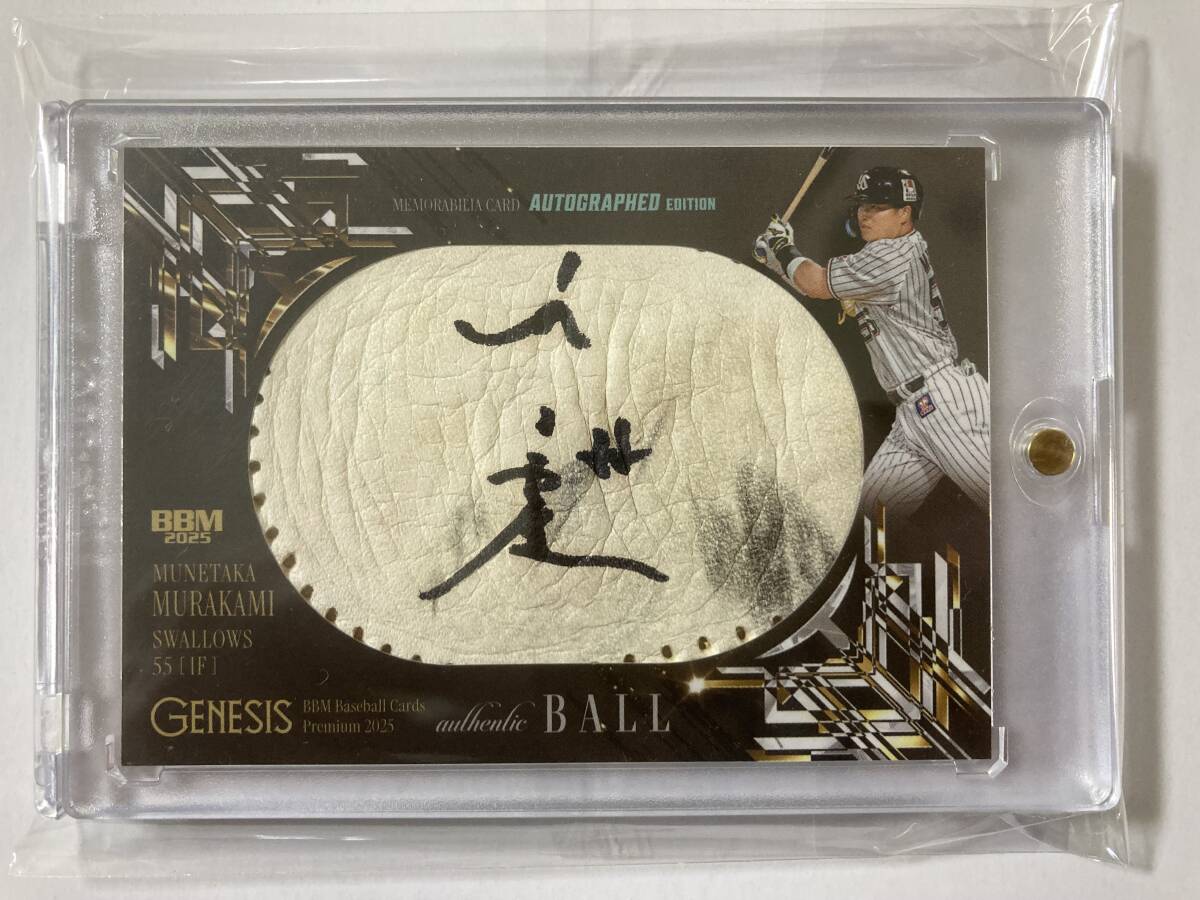 MEMORABILIA CARD AUTOGRAPHED EDITION
BBM
2025
MUNETAKA
MURAKAMI
SWALLOWS
55 [IF]
GENESIS
BBM Baseball Cards
Premium 2025
authentic BALL